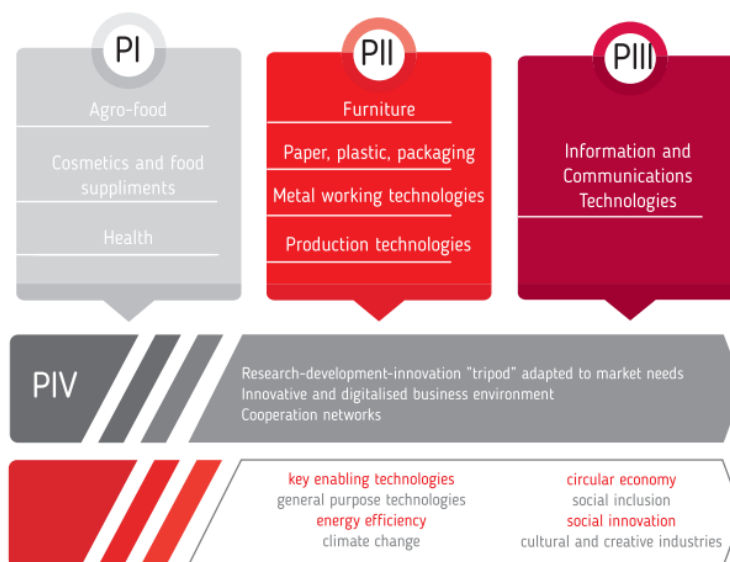 PI
Agro-food
Cosmetics and food
suppliments
Health
PII
Furniture
Paper, plastic, packaging
Metal working technologies
Production technologies
PIII
Information and
Communications
Technologies
PIV
Research-development-innovation "tripod" adapted to market needs
Innovative and digitalised business environment
Cooperation networks
key enabling technologies
general purpose technologies
energy efficiency
climate change
circular economy
social inclusion
social innovation
cultural and creative industries